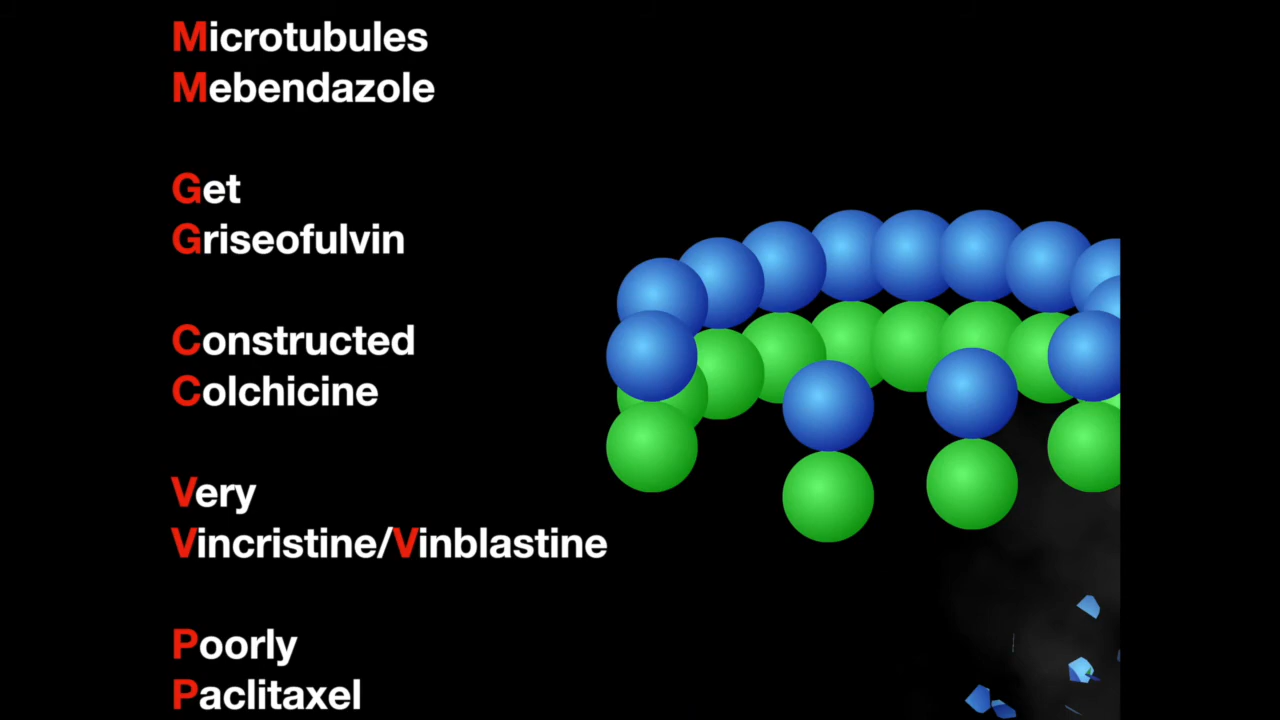 Microtubules
Mebendazole
Get
Griseofulvin
Constructed
Colchicine
Very
Vincristine/Vinblastine
Poorly
Paclitaxel